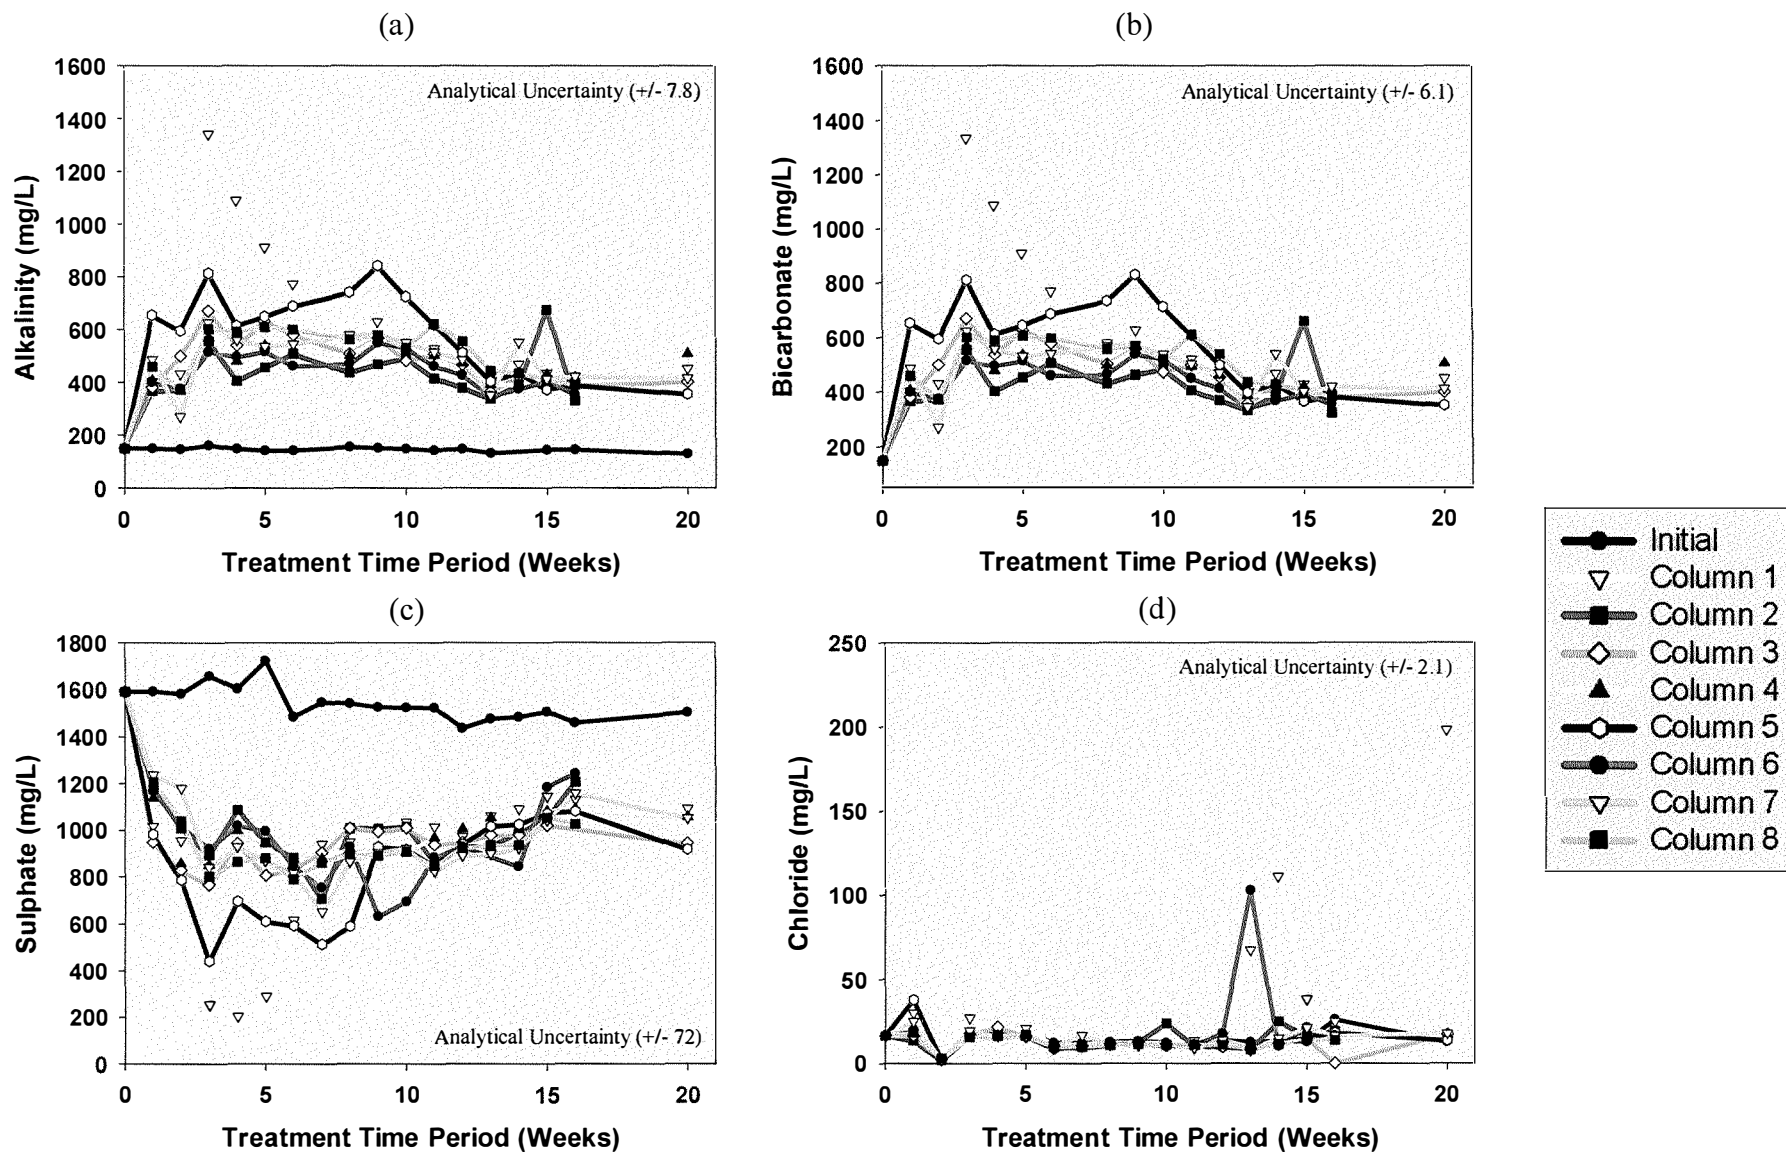 (a)
Analytical Uncertainty (+/- 7.8)
Alkalinity (mg/L)
1600
1400
1200
1000
800
600
400
200
0
0 5 10 15 20
Treatment Time Period (Weeks)
(b)
Analytical Uncertainty (+/- 6.1)
Bicarbonate (mg/L)
1600
1400
1200
1000
800
600
400
200
0 5 10 15 20
Treatment Time Period (Weeks)
(c)
Sulphate (mg/L)
1800
1600
1400
1200
1000
800
600
400
200
0
Analytical Uncertainty (+/- 72)
0 5 10 15 20
Treatment Time Period (Weeks)
(d)
Analytical Uncertainty (+/- 2.1)
Chloride (mg/L)
250
200
150
100
50
0
0 5 10 15 20
Treatment Time Period (Weeks)
Initial
Column 1
Column 2
Column 3
Column 4
Column 5
Column 6
Column 7
Column 8